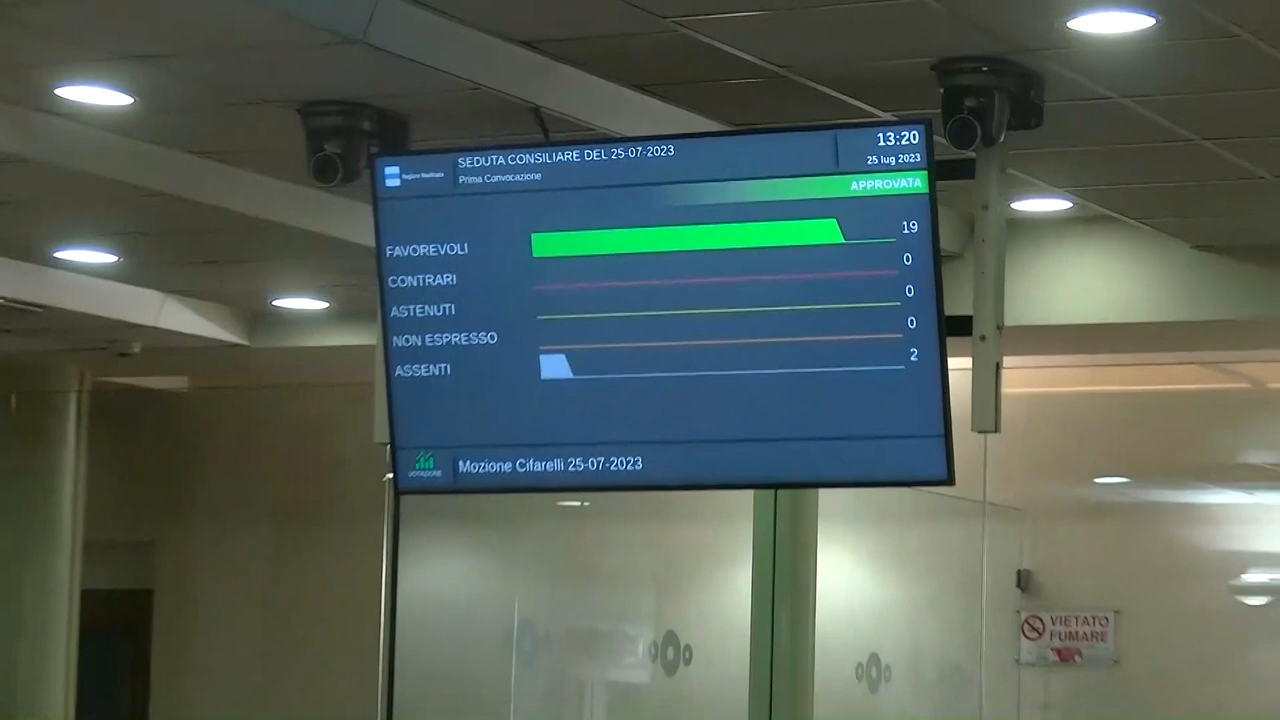 SEDUTA CONSILIARE DEL 25-07-2023
Prima Convocazione
13:20
25 lug 2023
APPROVATA
FAVOREVOLI 19
CONTRARI 0
ASTENUTI 0
NON ESPRESSO 0
ASSENTI 2
VOTAZIONE
Mozione Cifarelli 25-07-2023
VIETATO
FUMARE